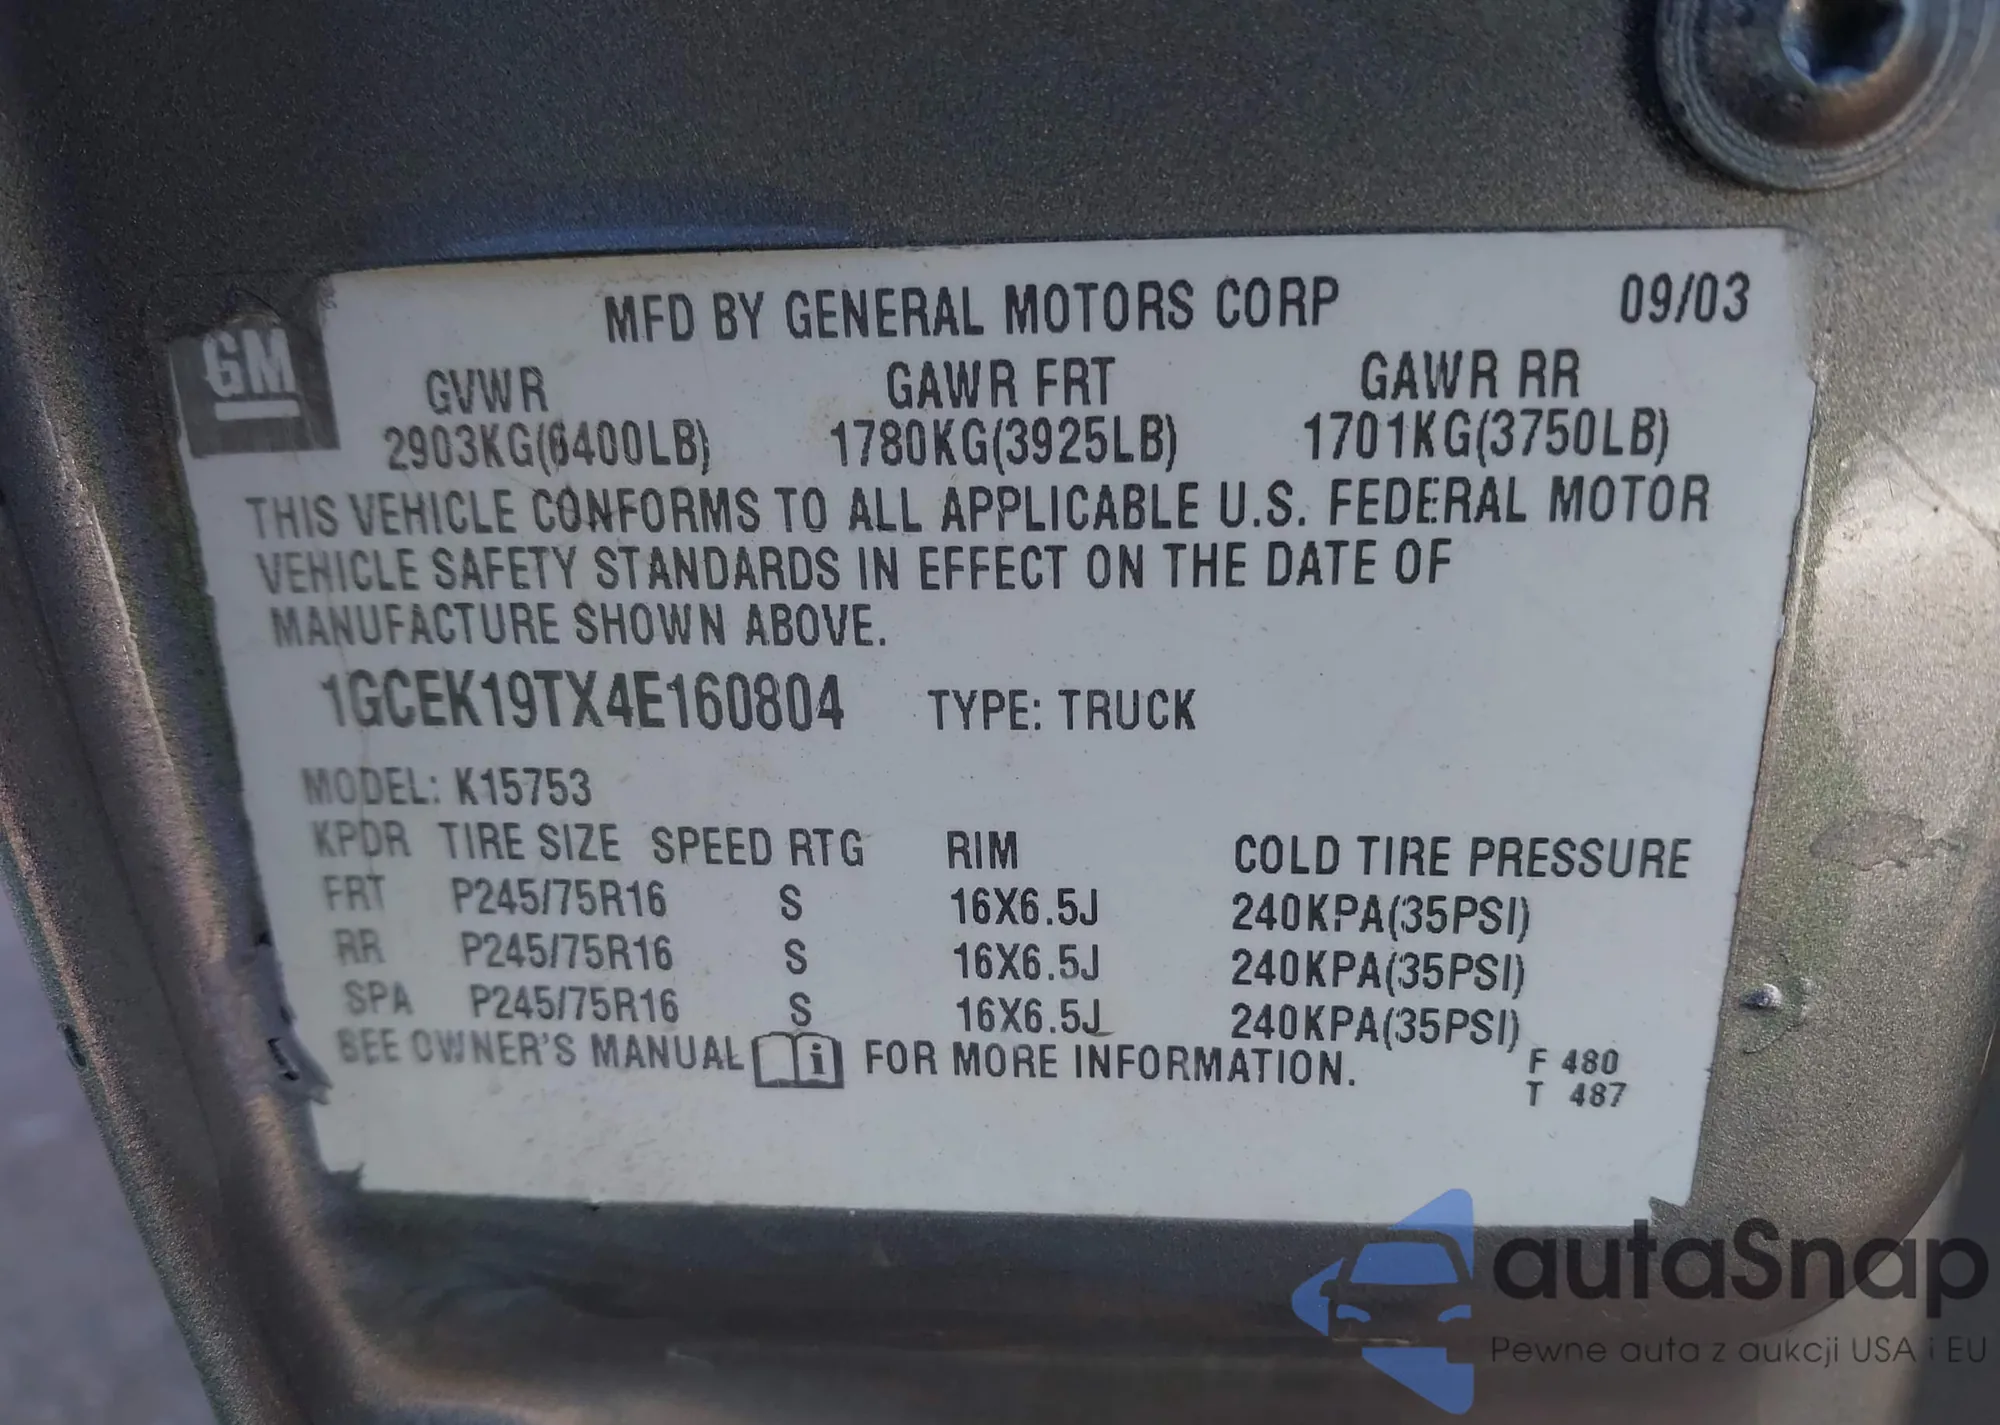 MFD BY GENERAL MOTORS CORP 09/03
GM
GVWR GAWR FRT GAWR RR
2903KG(6400LB) 1780KG(3925LB) 1701KG(3750LB)
THIS VEHICLE CONFORMS TO ALL APPLICABLE U.S. FEDERAL MOTOR
VEHICLE SAFETY STANDARDS IN EFFECT ON THE DATE OF
MANUFACTURE SHOWN ABOVE.
1GCEK19TX4E160804 TYPE: TRUCK
MODEL: K15753
KPDR TIRE SIZE SPEED RTG RIM COLD TIRE PRESSURE
FRT P245/75R16 S 16X6.5J 240KPA(35PSI)
RR P245/75R16 S 16X6.5J 240KPA(35PSI)
SPA P245/75R16 S 16X6.5J 240KPA(35PSI)
SEE OWNER'S MANUAL i FOR MORE INFORMATION.
F 480
T 487
autaSnap
Pewne auta z aukcji USA i EU